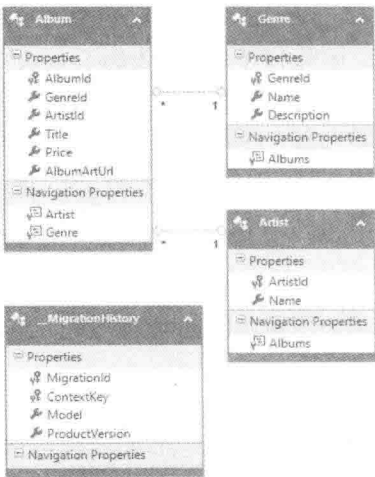 Album
Properties
AlbumId
GenreId
ArtistId
Title
Price
AlbumArtUrl
Navigation Properties
Artist
Genre
* 1
* 1
Genre
Properties
GenreId
Name
Description
Navigation Properties
Albums
Artist
Properties
ArtistId
Name
Navigation Properties
Albums
__MigrationHistory
Properties
MigrationId
ContextKey
Model
ProductVersion
Navigation Properties